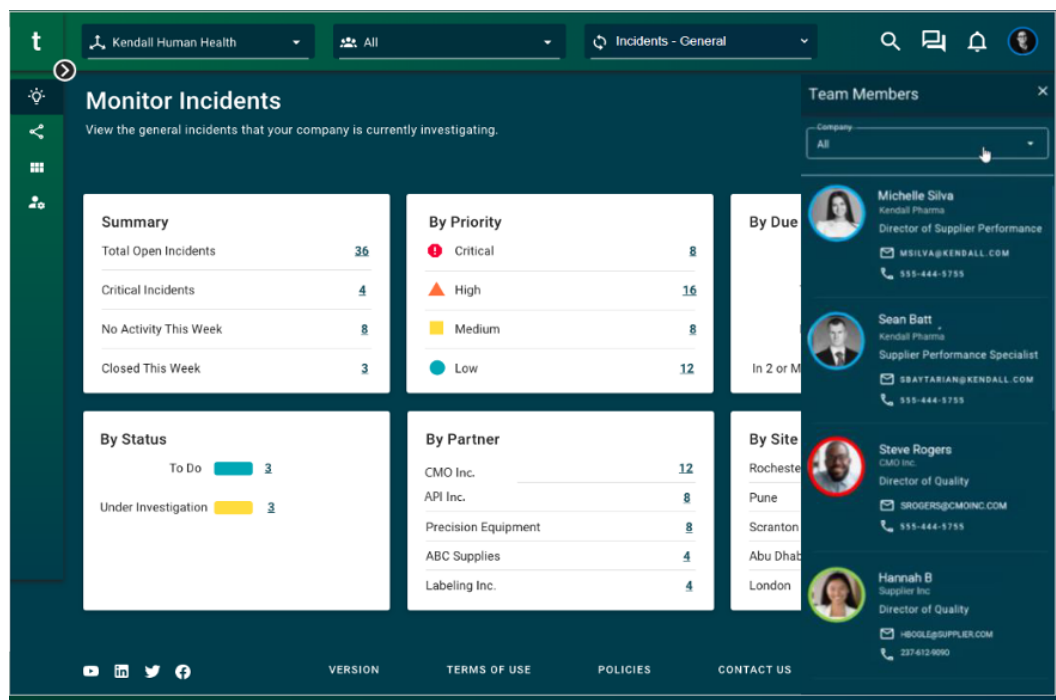 t
Kendall Human Health
All
Incidents - General
Monitor Incidents
View the general incidents that your company is currently investigating.
Summary
Total Open Incidents 36
Critical Incidents 4
No Activity This Week 8
Closed This Week 3
By Priority
Critical 8
High 16
Medium 8
Low 12
By Due
In 2 or M
By Status
To Do 3
Under Investigation 3
By Partner
CMO Inc. 12
API Inc. 8
Precision Equipment 8
ABC Supplies 4
Labeling Inc. 4
By Site
Rocheste
Pune
Scranton
Abu Dhab
London
Team Members
Company
All
Michelle Silva
Kendall Pharma
Director of Supplier Performance
MSILVA@KENDALL.COM
555-444-5755
Sean Batt
Kendall Pharma
Supplier Performance Specialist
SBAYTARIAN@KENDALL.COM
555-444-5755
Steve Rogers
CMO Inc.
Director of Quality
SROGERS@CMOINC.COM
555-444-5755
Hannah B
Supplier Inc
Director of Quality
HBOGLE@SUPPLIER.COM
237-612-9090
VERSION
TERMS OF USE
POLICIES
CONTACT US